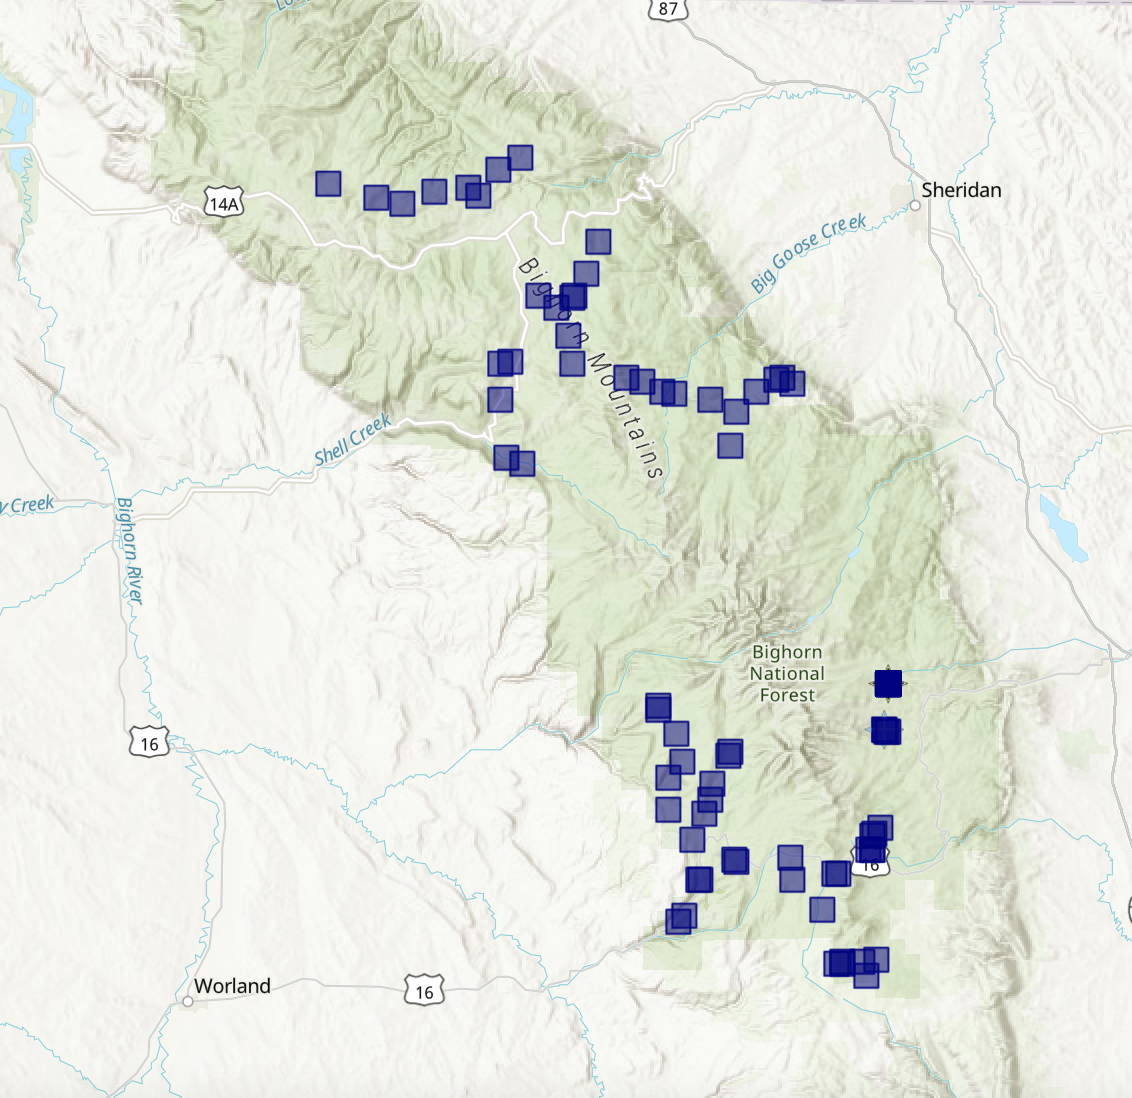 87
Sheridan
14A
Big Goose Creek
Bighorn Mountains
Shell Creek
Creek
Bighorn River
Bighorn
National
Forest
16
16
Worland
16